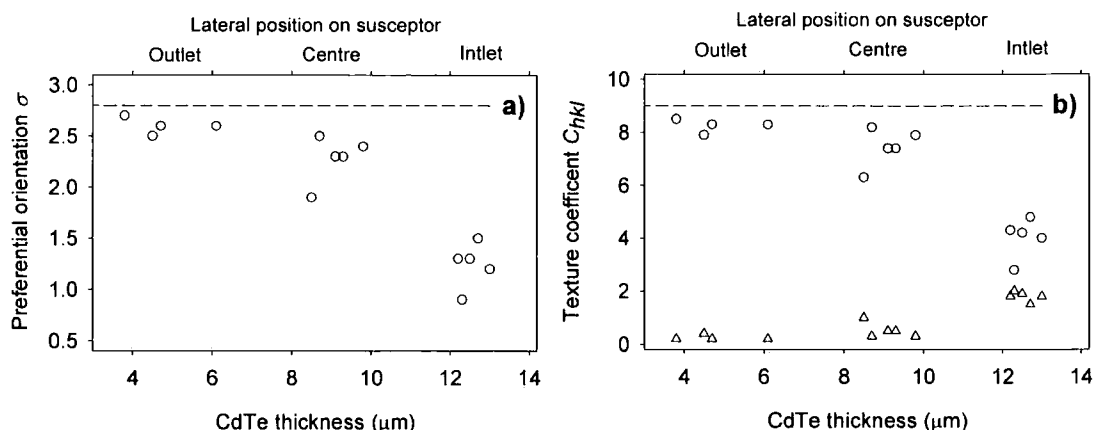 Lateral position on susceptor
Outlet Centre Intlet
a)
Preferential orientation σ
3.0
2.5
2.0
1.5
1.0
0.5
4 6 8 10 12 14
CdTe thickness (μm)
Lateral position on susceptor
Outlet Centre Intlet
b)
Texture coefficent Chkl
10
8
6
4
2
0
4 6 8 10 12 14
CdTe thickness (μm)